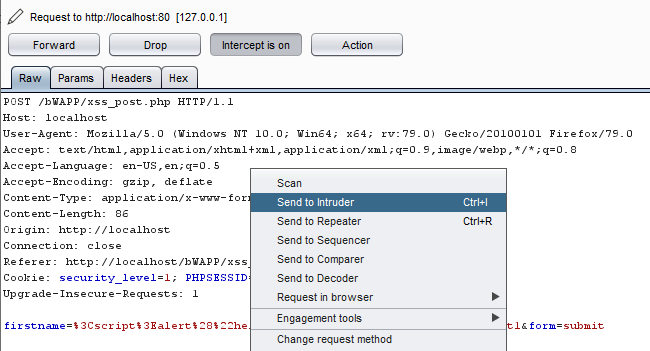 Request to http://localhost:80 [127.0.0.1]
Forward Drop Intercept is on Action
Raw Params Headers Hex
POST /bWAPP/xss_post.php HTTP/1.1
Host: localhost
User-Agent: Mozilla/5.0 (Windows NT 10.0; Win64; x64; rv:79.0) Gecko/20100101 Firefox/79.0
Accept: text/html,application/xhtml+xml,application/xml;q=0.9,image/webp,*/*;q=0.8
Accept-Language: en-US,en;q=0.5
Accept-Encoding: gzip, deflate
Content-Type: application/x-www-for
Content-Length: 86
Origin: http://localhost
Connection: close
Referer: http://localhost/bWAPP/xss_
Cookie: security_level=1; PHPSESSID=
Upgrade-Insecure-Requests: 1
firstname=%3Cscript%3Ealert%28%22he
t1&form=submit
Scan
Send to Intruder Ctrl+I
Send to Repeater Ctrl+R
Send to Sequencer
Send to Comparer
Send to Decoder
Request in browser
Engagement tools
Change request method